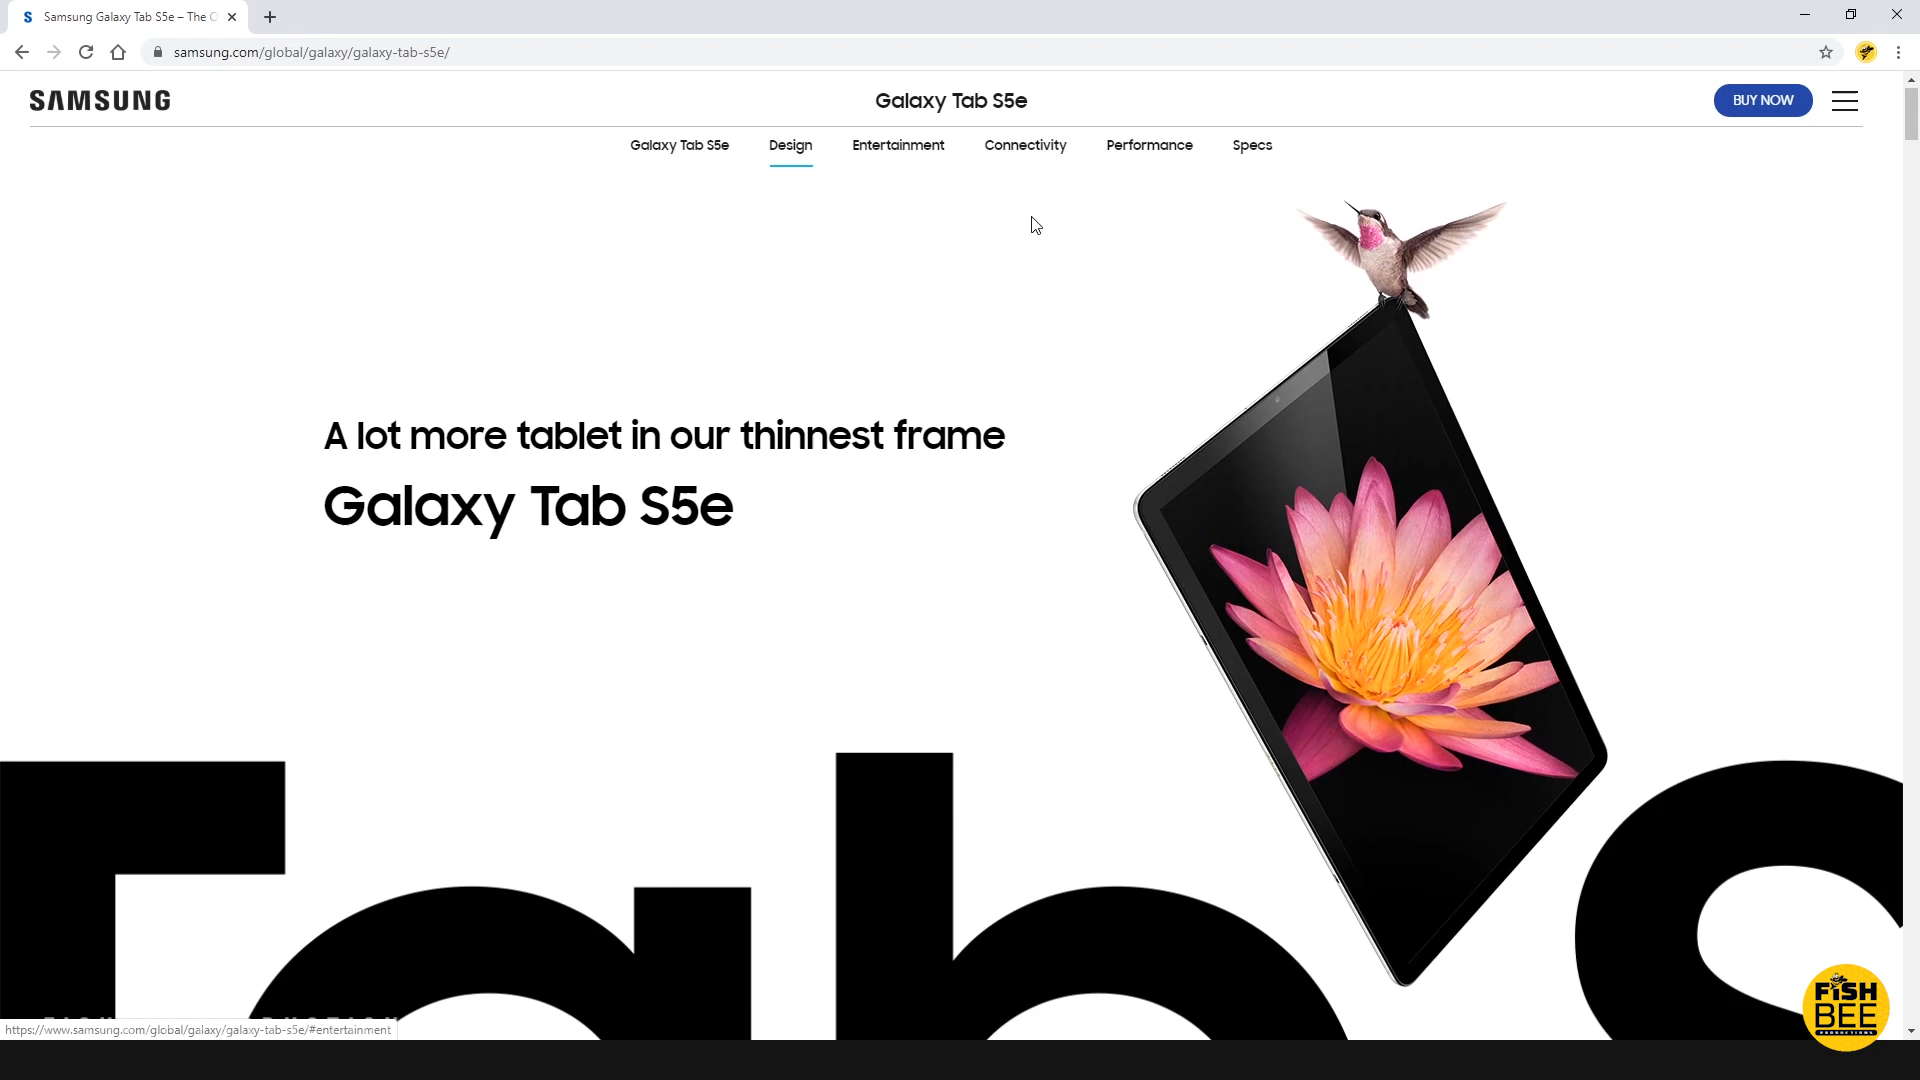 S Samsung Galaxy Tab S5e – The
samsung.com/global/galaxy/galaxy-tab-s5e/
SAMSUNG
Galaxy Tab S5e
BUY NOW
Galaxy Tab S5e Design Entertainment Connectivity Performance Specs
A lot more tablet in our thinnest frame
Galaxy Tab S5e
Tab S
FISH
BEE
PRODUCTIONS
https://www.samsung.com/global/galaxy/galaxy-tab-s5e/#entertainment